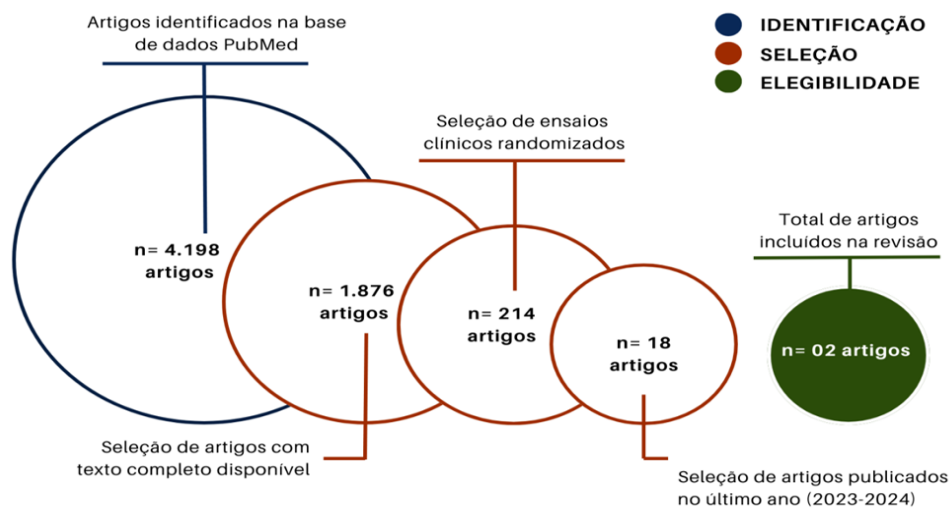 Artigos identificados na base
de dados PubMed
IDENTIFICAÇÃO
SELEÇÃO
ELEGIBILIDADE
Seleção de ensaios
clínicos randomizados
Total de artigos
incluídos na revisão
n= 4.198
artigos
n= 1.876
artigos
n= 214
artigos
n= 18
artigos
n= 02 artigos
Seleção de artigos com
texto completo disponível
Seleção de artigos publicados
no último ano (2023-2024)